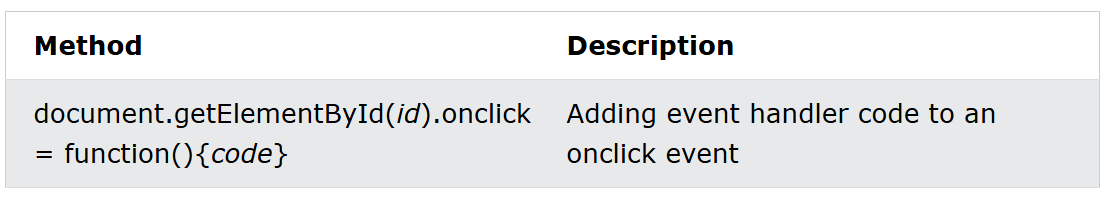 Method Description
document.getElementById(id).onclick Adding event handler code to an
= function(){code} onclick event